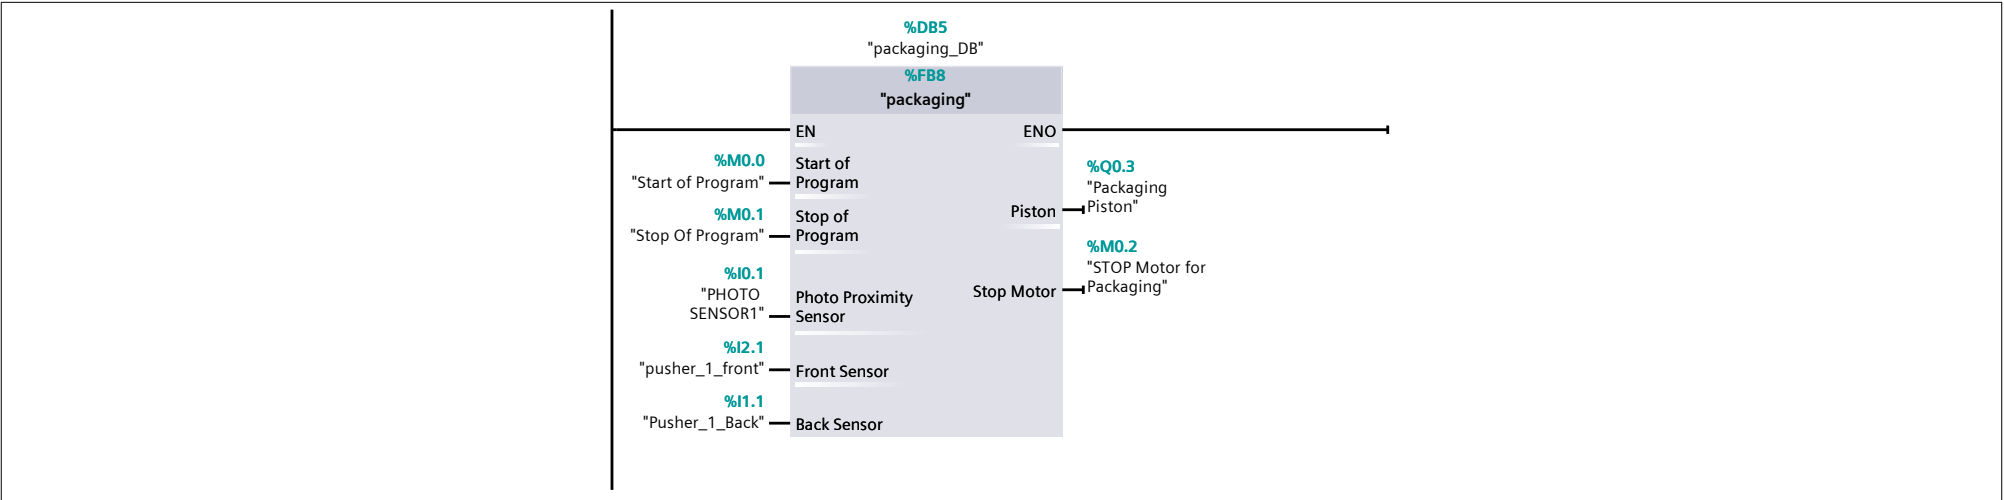 %DB5
"packaging_DB"
%FB8
"packaging"
EN
ENO
%M0.0
"Start of Program"
Start of
Program
%M0.1
"Stop Of Program"
Stop of
Program
%I0.1
"PHOTO
SENSOR1"
Photo Proximity
Sensor
%I2.1
"pusher_1_front"
Front Sensor
%I1.1
"Pusher_1_Back"
Back Sensor
Piston
%Q0.3
"Packaging
Piston"
Stop Motor
%M0.2
"STOP Motor for
Packaging"